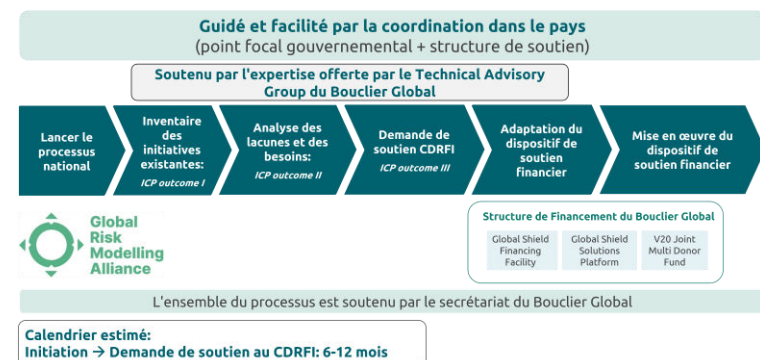 Guidé et facilité par la coordination dans le pays
(point focal gouvernemental + structure de soutien)
Soutenu par l'expertise offerte par le Technical Advisory
Group du Bouclier Global
Lancer le
processus
national
Inventaire
des
initiatives
existantes:
ICP outcome I
Analyse des
lacunes et des
besoins:
ICP outcome II
Demande de
soutien CDRFI
ICP outcome III
Adaptation du
dispositif de
soutien
financier
Mise en œuvre du
dispositif de
soutien financier
Global
Risk
Modelling
Alliance
Structure de Financement du Bouclier Global
Global Shield
Financing
Facility
Global Shield
Solutions
Platform
V20 Joint
Multi Donor
Fund
L'ensemble du processus est soutenu par le secrétariat du Bouclier Global
Calendrier estimé:
Initiation → Demande de soutien au CDRFI: 6-12 mois